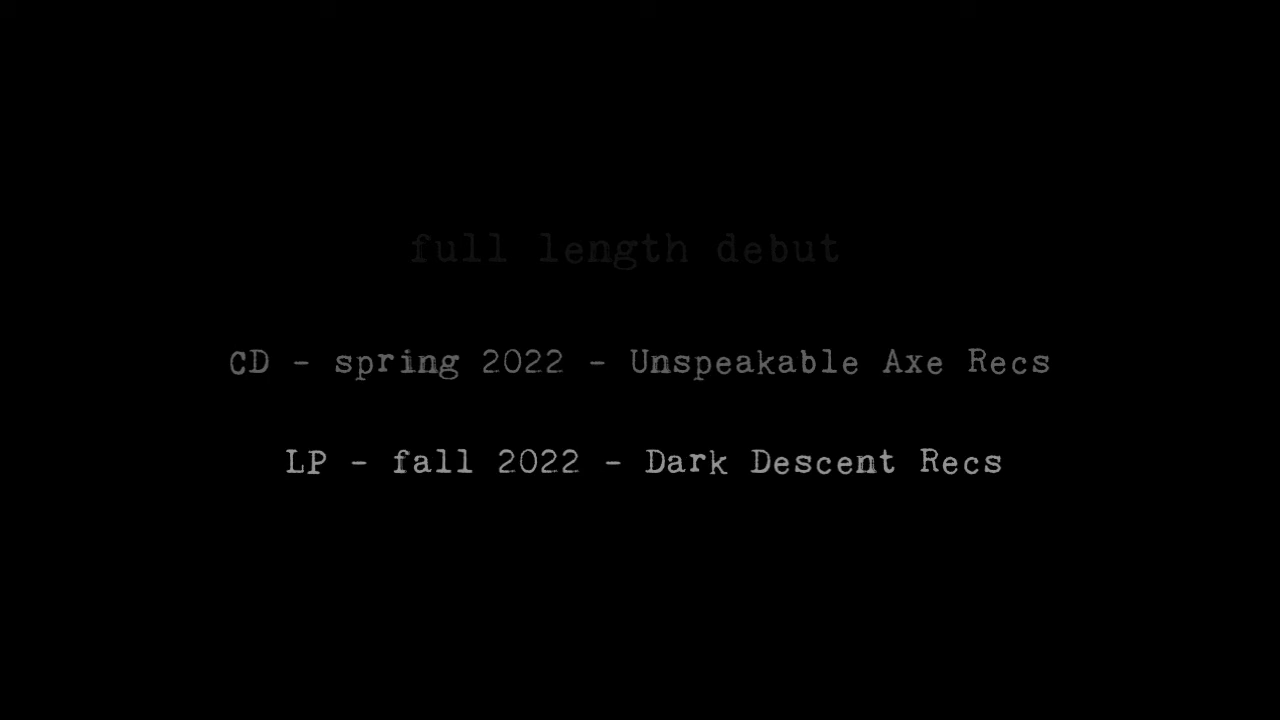 full length debut
CD - spring 2022 - Unspeakable Axe Recs
LP - fall 2022 - Dark Descent Recs